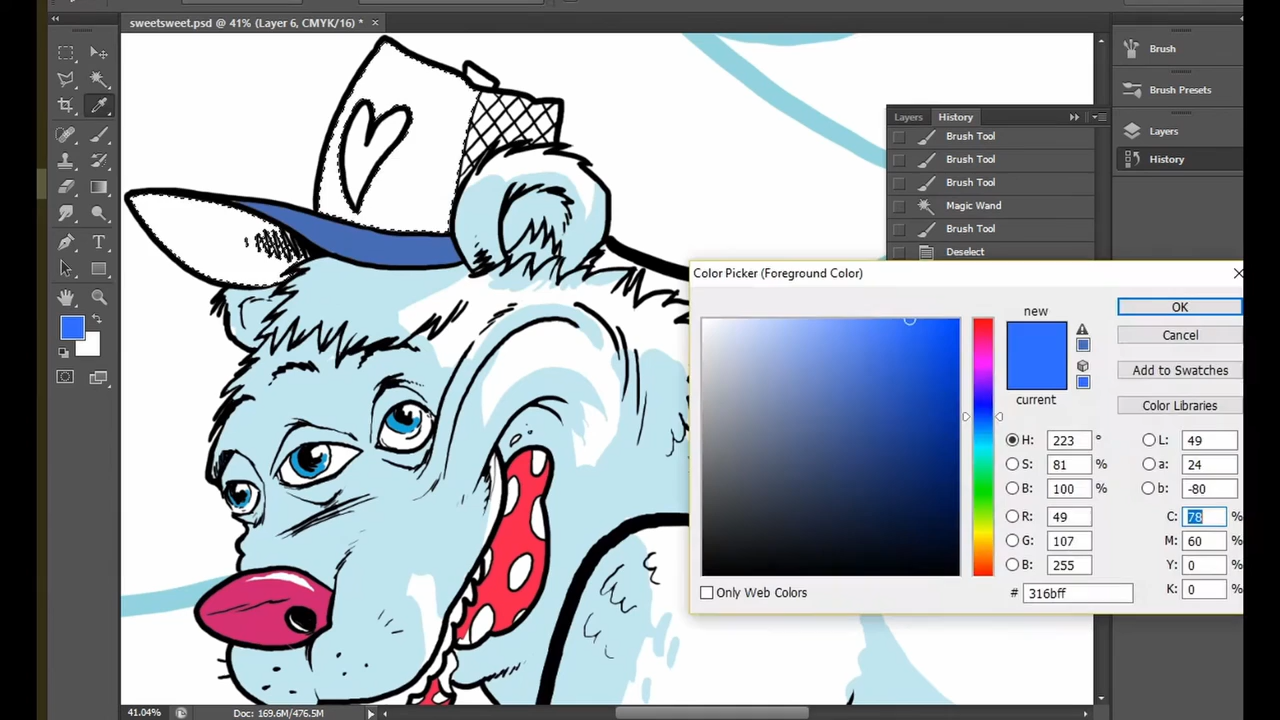 sweetsweet.psd @ 41% (Layer 6, CMYK/16) *
Brush
Brush Presets
Layers
History
Layers
History
Brush Tool
Brush Tool
Brush Tool
Magic Wand
Brush Tool
Deselect
T
Color Picker (Foreground Color)
new
current
OK
Cancel
Add to Swatches
Color Libraries
H: 223 °
S: 81 %
B: 100 %
R: 49
G: 107
B: 255
L: 49
a: 24
b: -80
C: 78 %
M: 60 %
Y: 0 %
K: 0 %
Only Web Colors
# 316bff
41.04%
Doc: 169.6M/476.5M